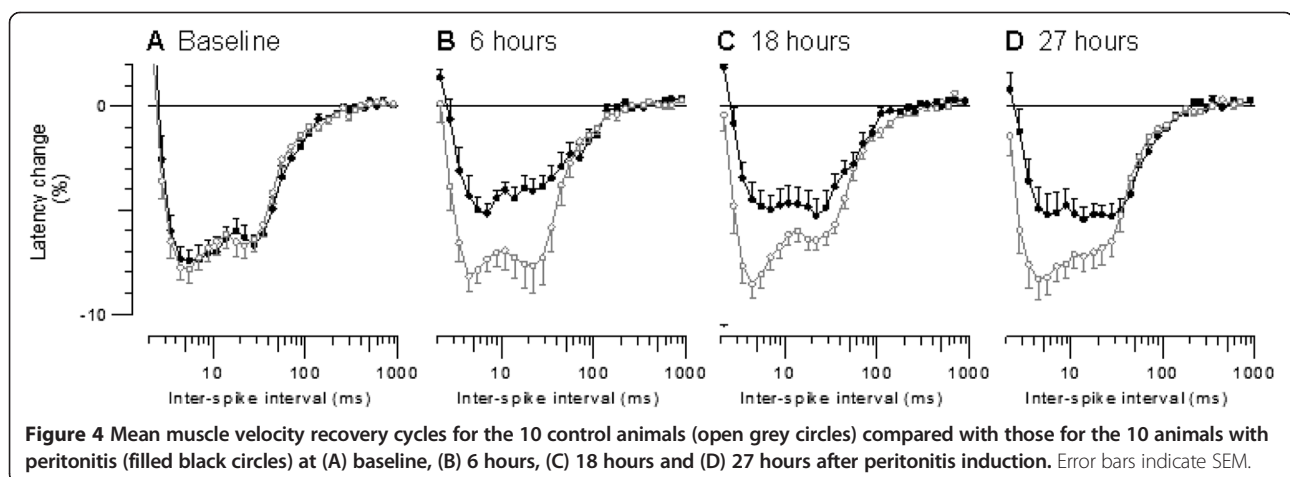 A Baseline
B 6 hours
C 18 hours
D 27 hours
Latency change
(%)
0
-10
10 100 1000
10 100 1000
10 100 1000
10 100 1000
Inter-spike interval (ms)
Inter-spike interval (ms)
Inter-spike interval (ms)
Inter-spike interval (ms)
Figure 4 Mean muscle velocity recovery cycles for the 10 control animals (open grey circles) compared with those for the 10 animals with
peritonitis (filled black circles) at (A) baseline, (B) 6 hours, (C) 18 hours and (D) 27 hours after peritonitis induction. Error bars indicate SEM.